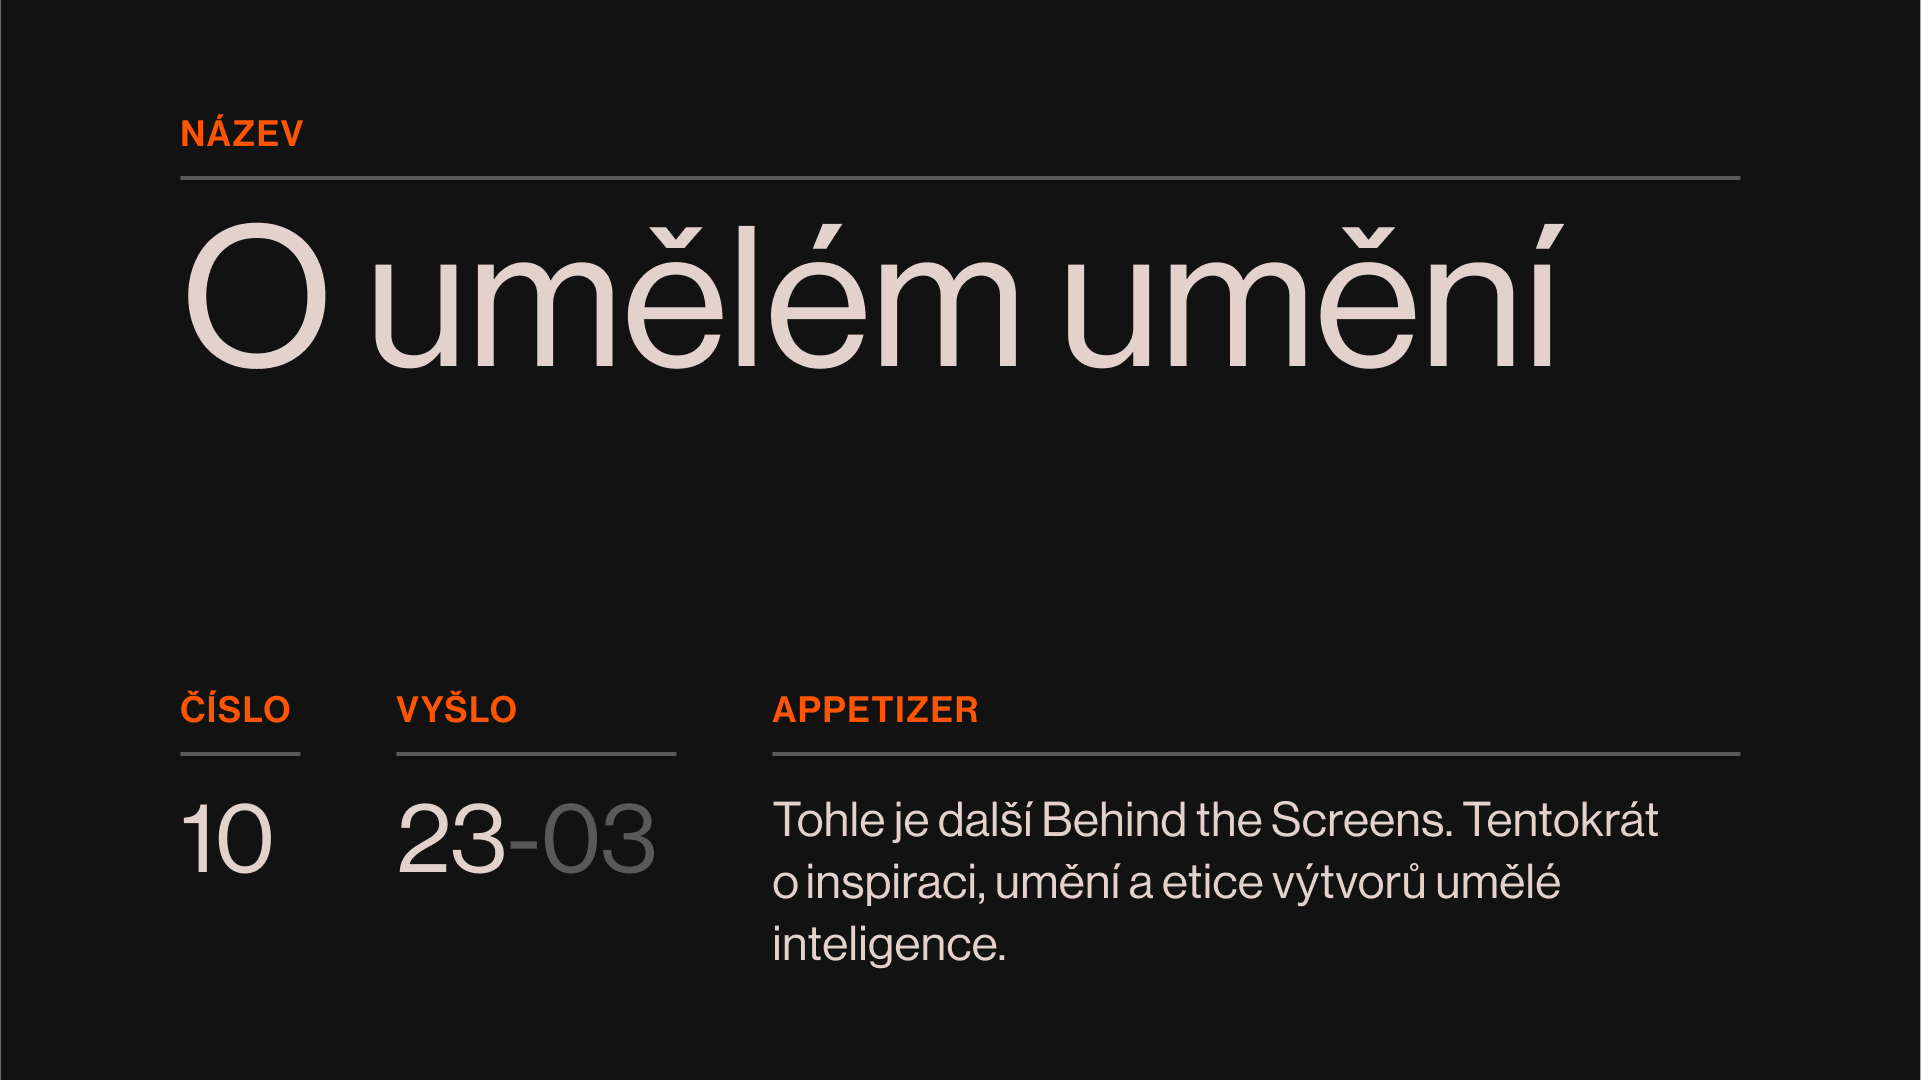 NÁZEV
O umělém umění
ČÍSLO
10
VYŠLO
23-03
APPETIZER
Tohle je další Behind the Screens. Tentokrát
o inspiraci, umění a etice výtvorů umělé
inteligence.